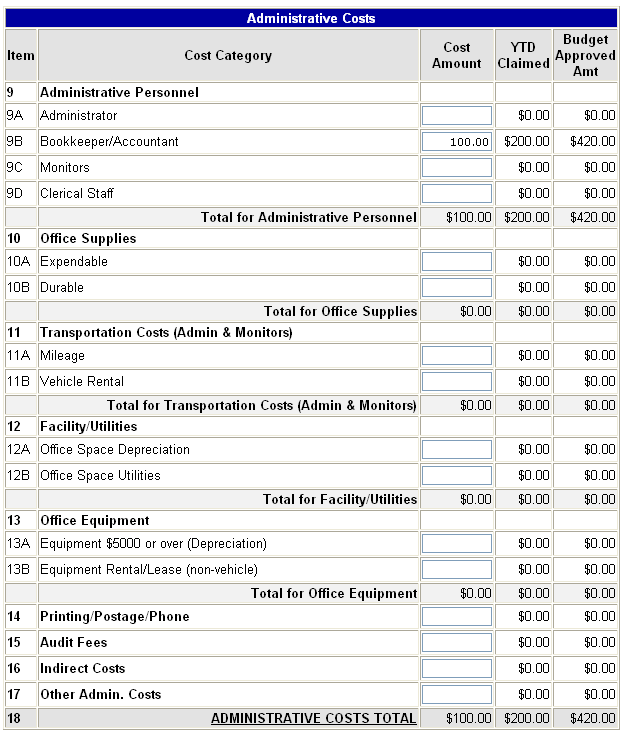 Administrative Costs
Item Cost Category Cost Amount YTD Claimed Budget Approved Amt
9 Administrative Personnel
9A Administrator $0.00 $0.00
9B Bookkeeper/Accountant 100.00 $200.00 $420.00
9C Monitors $0.00 $0.00
9D Clerical Staff $0.00 $0.00
Total for Administrative Personnel $100.00 $200.00 $420.00
10 Office Supplies
10A Expendable $0.00 $0.00
10B Durable $0.00 $0.00
Total for Office Supplies $0.00 $0.00 $0.00
11 Transportation Costs (Admin & Monitors)
11A Mileage $0.00 $0.00
11B Vehicle Rental $0.00 $0.00
Total for Transportation Costs (Admin & Monitors) $0.00 $0.00 $0.00
12 Facility/Utilities
12A Office Space Depreciation $0.00 $0.00
12B Office Space Utilities $0.00 $0.00
Total for Facility/Utilities $0.00 $0.00 $0.00
13 Office Equipment
13A Equipment $5000 or over (Depreciation) $0.00 $0.00
13B Equipment Rental/Lease (non-vehicle) $0.00 $0.00
Total for Office Equipment $0.00 $0.00 $0.00
14 Printing/Postage/Phone $0.00 $0.00
15 Audit Fees $0.00 $0.00
16 Indirect Costs $0.00 $0.00
17 Other Admin. Costs $0.00 $0.00
18 ADMINISTRATIVE COSTS TOTAL $100.00 $200.00 $420.00